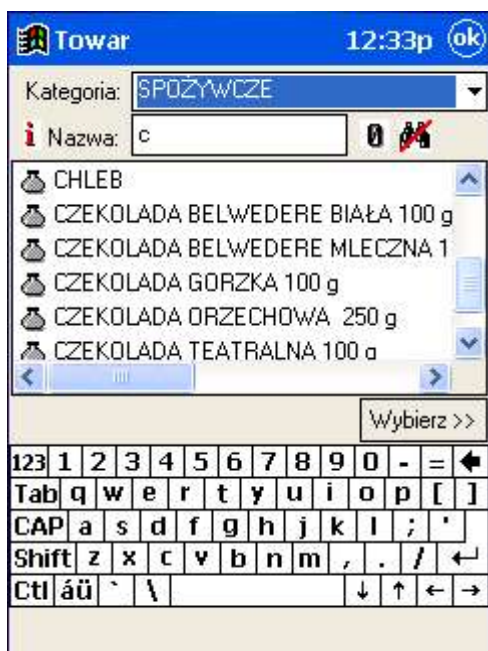 Towar 12:33p ok
Kategoria: SPOŻYWCZE
i Nazwa: c 0
CHLEB
CZEKOLADA BELWEDERE BIAŁA 100 g
CZEKOLADA BELWEDERE MLECZNA 1
CZEKOLADA GORZKA 100 g
CZEKOLADA ORZECHOWA 250 g
CZEKOLADA TEATRALNA 100 g
Wybierz >>
123 1 2 3 4 5 6 7 8 9 0 - = 🡸
Tab q w e r t y u i o p [ ]
CAP a s d f g h j k l ; '
Shift z x c v b n m , . / ↵
Ctl áü ` \ ↓ ↑ ← →